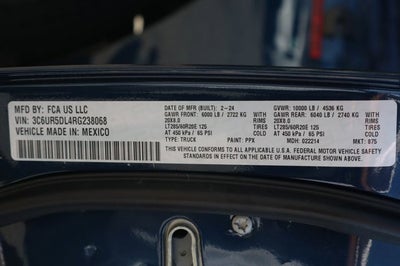 MFD BY: FCA US LLC
VIN: 3C6UR5DL4RG238068
VEHICLE MADE IN: MEXICO
DATE OF MFR (BUILT): 2-24 GVWR: 10000 LB / 4536 KG
GAWR FRONT: 6000 LB / 2722 KG WITH GAWR REAR: 6040 LB / 2740 KG WITH
20X8.0 RIMS 20X8.0 RIMS
LT285/60R20E 125 TIRES LT285/60R20E 125 TIRES
AT 450 kPa / 65 PSI COLD AT 450 kPa / 65 PSI COLD
TYPE: TRUCK PAINT: PPX MDH: 022214 MKT: 875
THIS VEHICLE CONFORMS TO ALL APPLICABLE U.S.A. FEDERAL MOTOR VEHICLE SAFETY
STANDARDS IN EFFECT ON THE DATE OF MANUFACTURE SHOWN ABOVE.